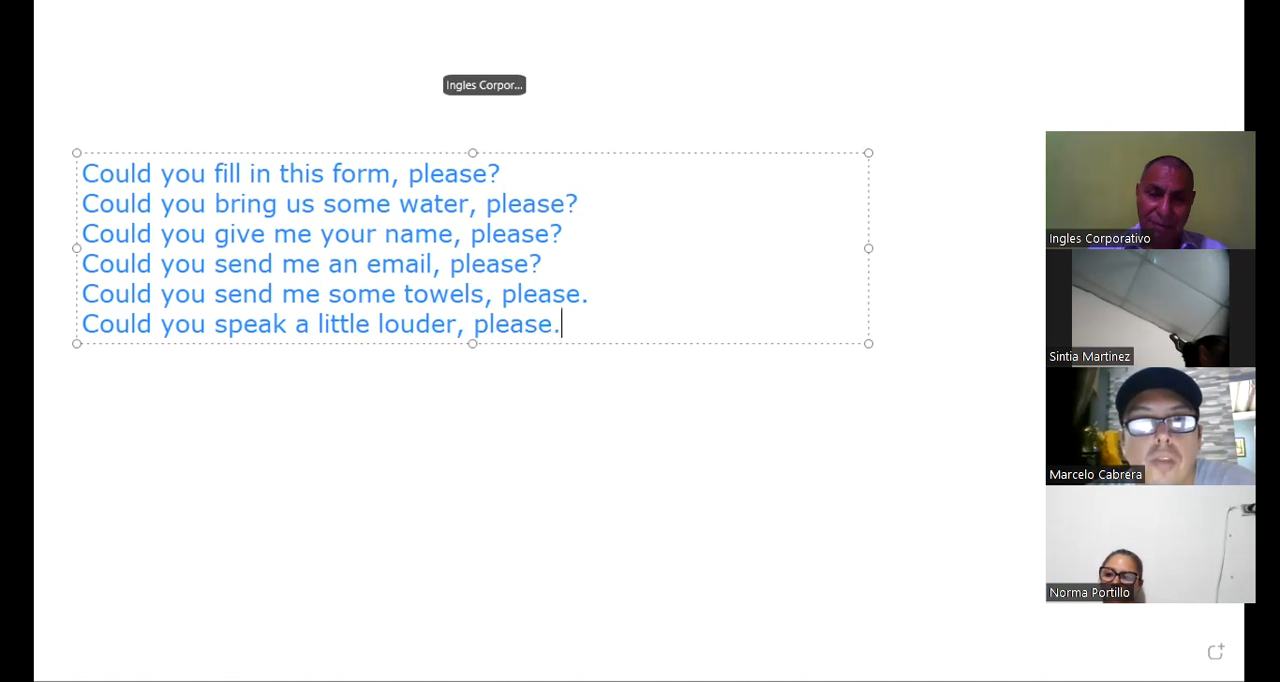 Ingles Corpor...
Could you fill in this form, please?
Could you bring us some water, please?
Could you give me your name, please?
Could you send me an email, please?
Could you send me some towels, please.
Could you speak a little louder, please.
Ingles Corporativo
Sintia Martinez
Marcelo Cabrera
Norma Portillo